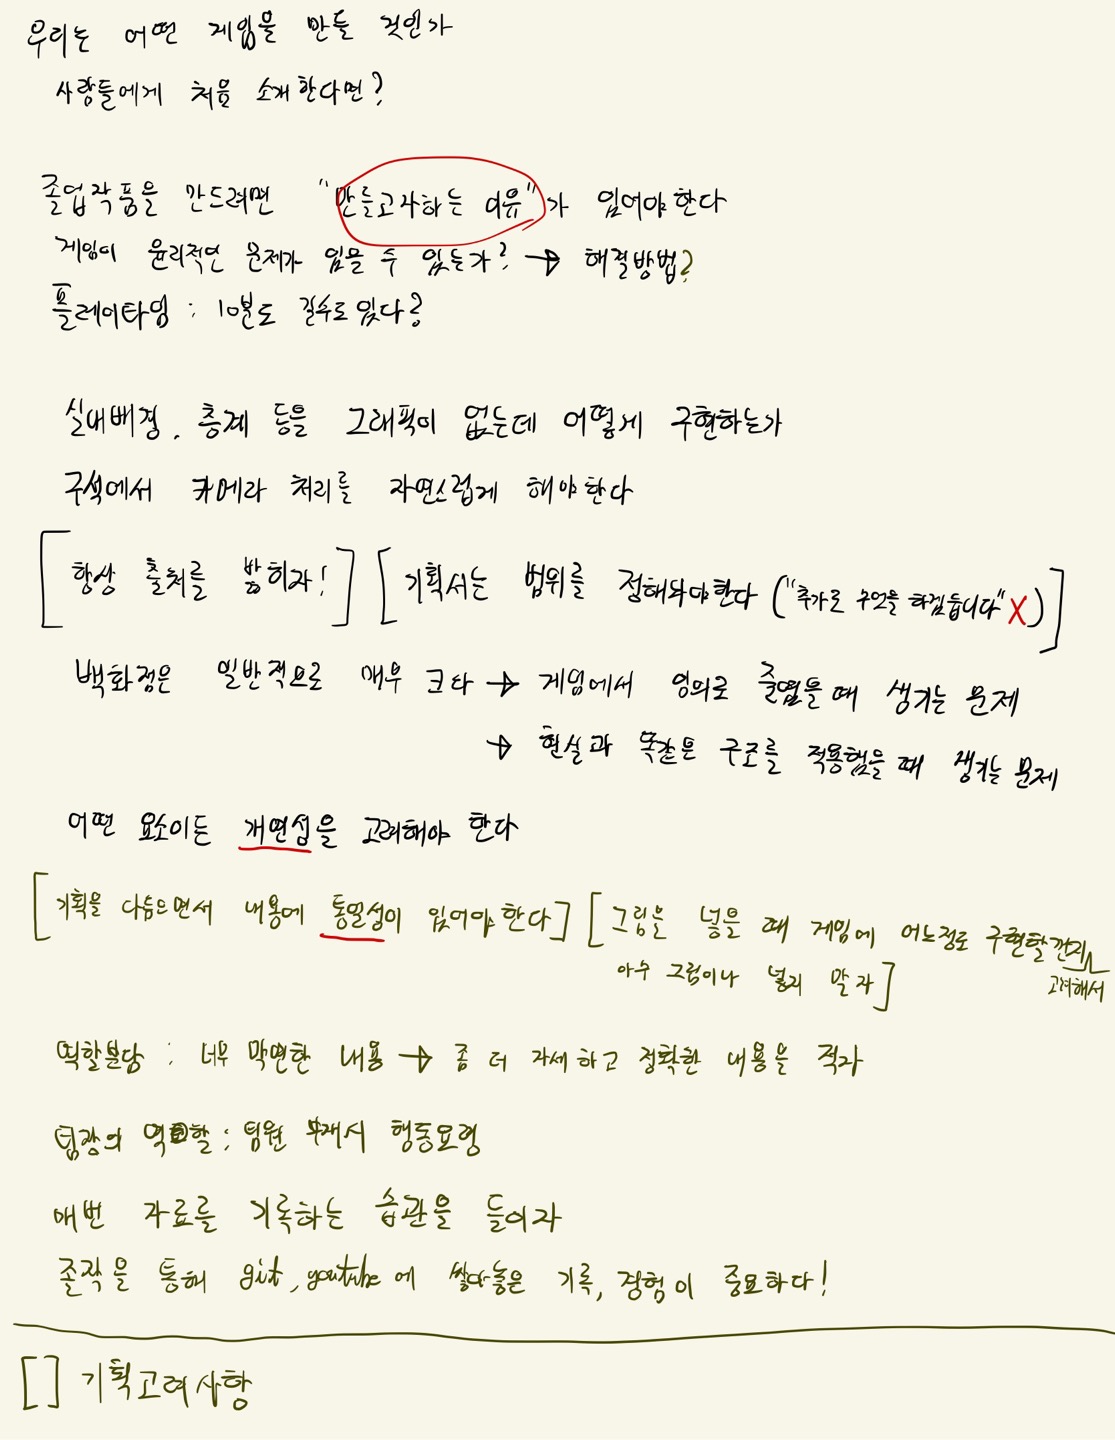 우리는 어떤 게임을 만들 것인가
사람들에게 처음 소개한다면?
졸업작품을 만드려면 "만들고자하는 이유"가 있어야한다
게임이 윤리적인 문제가 있을 수 있는가? → 해결방법?
플레이타임 : 10분도 길수도있다?
실내배경, 층계 등을 그래픽이 없는데 어떻게 구현하는가
구석에서 카메라 처리를 자연스럽게 해야한다
[항상 출처를 밝히자!] [기획서는 범위를 정해놔야한다 ("추가로 무엇을 하겠습니다" X)]
백화점은 일반적으로 매우 크다 → 게임에서 임의로 줄였을 때 생기는 문제
→ 현실과 똑같은 구조를 적용했을 때 생기는 문제
어떤 요소이든 개연성을 고려해야 한다
[기획을 다듬으면서 내용에 통일성이 있어야 한다] [그림을 넣을 때 게임에 어느정도 구현할껀지
고려해서
아무 그림이나 넣지 말자]
역할분담 : 너무 막연한 내용 → 좀 더 자세하고 정확한 내용을 적자
팀장의 역할 : 팀원 부재시 행동요령
매번 자료를 기록하는 습관을 들이자
졸작을 통해 git, youtube에 쌓아놓은 기록, 경험이 중요하다!
[] 기획고려사항